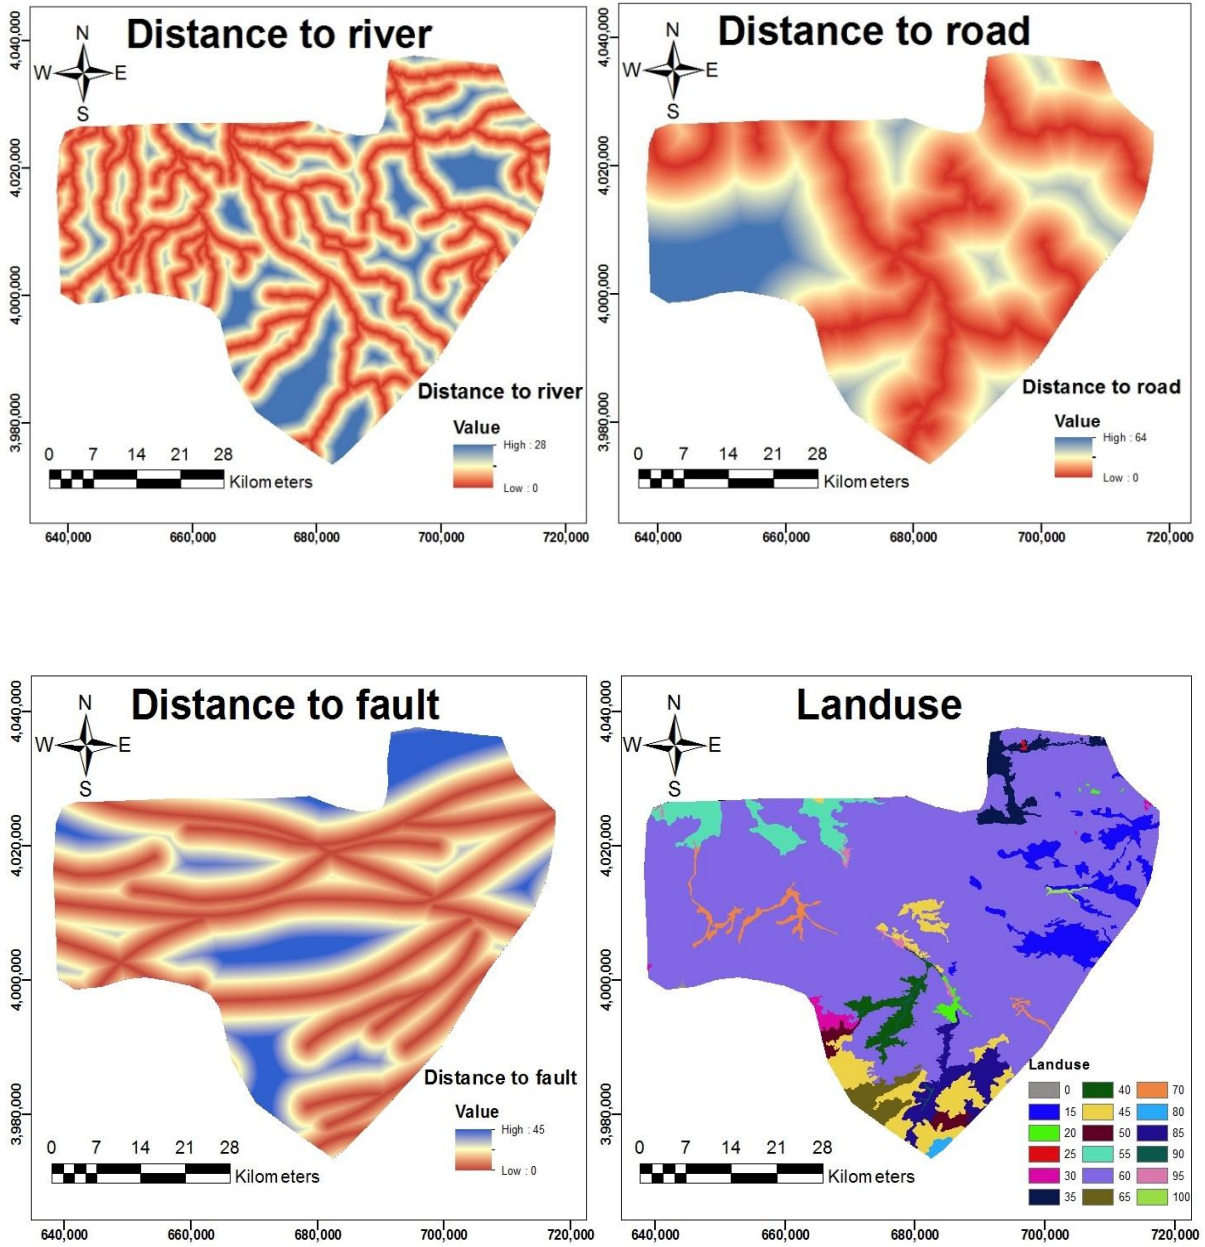 Distance to river
N
W E
S
4,040,000
4,020,000
4,000,000
3,980,000
Distance to river
Value
High : 28
Low : 0
0 7 14 21 28
Kilometers
640,000 660,000 680,000 700,000 720,000
Distance to road
N
W E
S
4,040,000
4,020,000
4,000,000
3,980,000
Distance to road
Value
High : 64
Low : 0
0 7 14 21 28
Kilometers
640,000 660,000 680,000 700,000 720,000
Distance to fault
N
W E
S
4,040,000
4,020,000
4,000,000
3,980,000
Distance to fault
Value
High : 45
Low : 0
0 7 14 21 28
Kilometers
640,000 660,000 680,000 700,000 720,000
Landuse
N
W E
S
4,040,000
4,020,000
4,000,000
3,980,000
Landuse
0 40 70
15 45 80
20 50 85
25 55 90
30 60 95
35 65 100
0 7 14 21 28
Kilometers
640,000 660,000 680,000 700,000 720,000